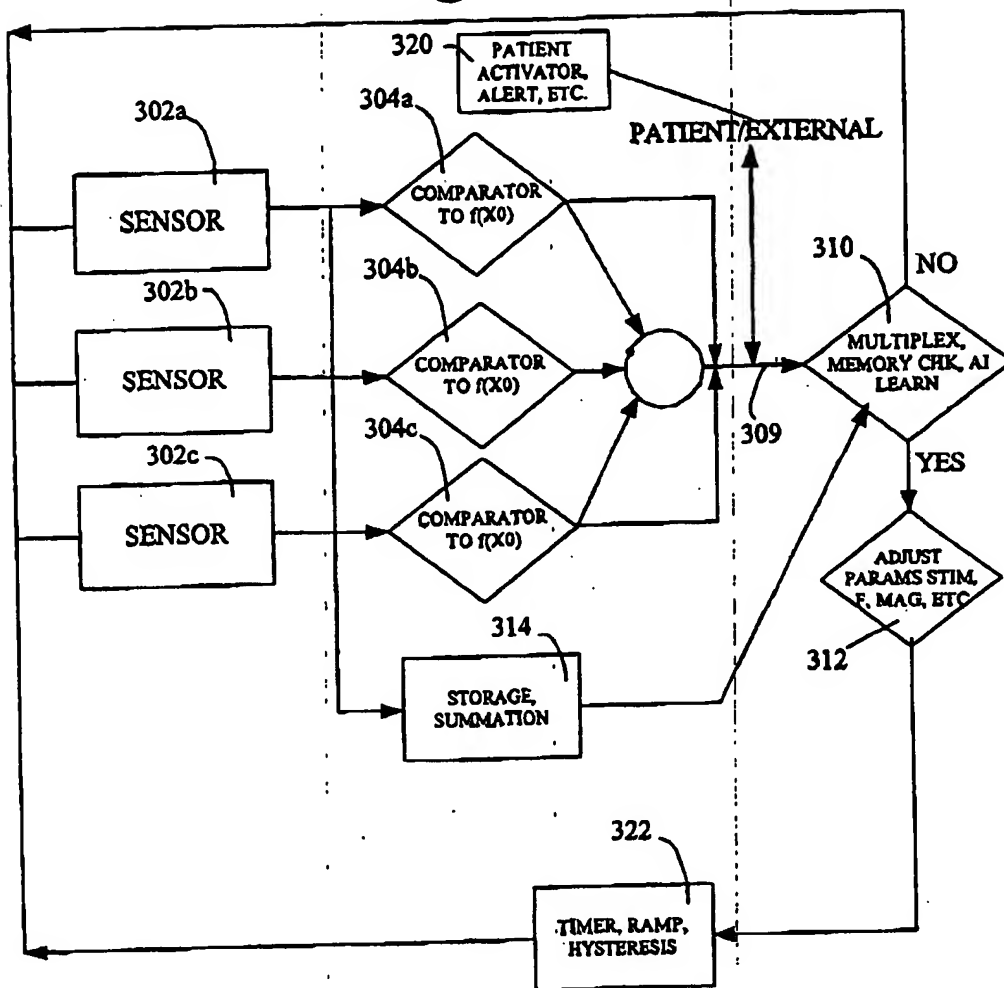 320
PATIENT
ACTIVATOR,
ALERT, ETC.
302a
304a
PATIENT/EXTERNAL
SENSOR
COMPARATOR
TO f(X0)
310
NO
302b
304b
MULTIPLEX,
MEMORY CHK, AI
LEARN
SENSOR
COMPARATOR
TO f(X0)
309
302c
304c
YES
SENSOR
COMPARATOR
TO f(X0)
ADJUST
PARAMS STIM,
F, MAG, ETC
314
312
STORAGE,
SUMMATION
322
TIMER, RAMP,
HYSTERESIS